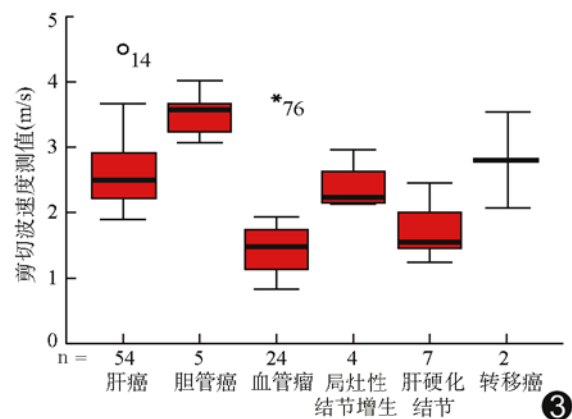 剪切波速度测值(m/s)
5
4
3
2
1
0
14
*76
n = 54 5 24 4 7 2
肝癌 胆管癌 血管瘤 局灶性 肝硬化 转移癌
结节增生 结节
3